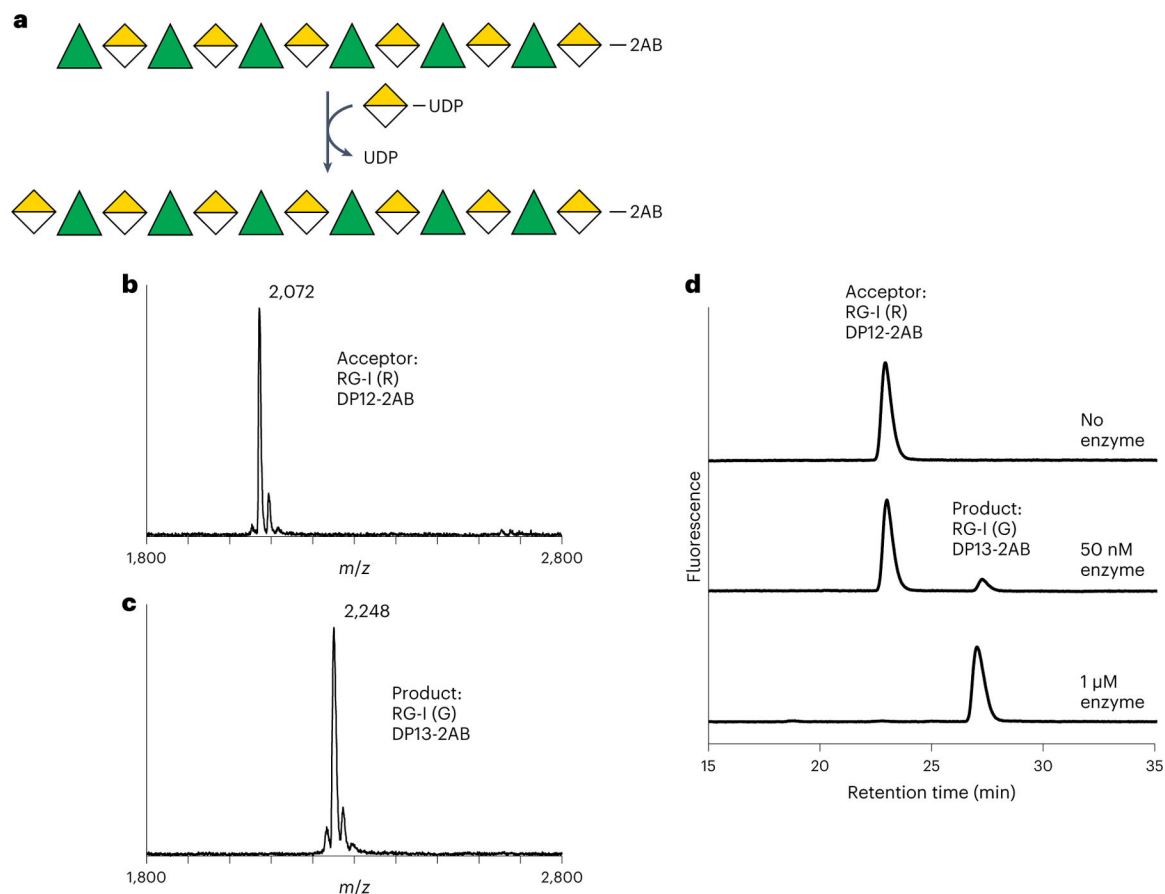 a
–2AB
–UDP
UDP
–2AB
b
2,072
Acceptor:
RG-I (R)
DP12-2AB
1,800
2,800
m/z
c
2,248
Product:
RG-I (G)
DP13-2AB
1,800
2,800
m/z
d
Acceptor:
RG-I (R)
DP12-2AB
No
enzyme
Product:
RG-I (G)
DP13-2AB
50 nM
enzyme
1 µM
enzyme
Fluorescence
15
20
25
30
35
Retention time (min)